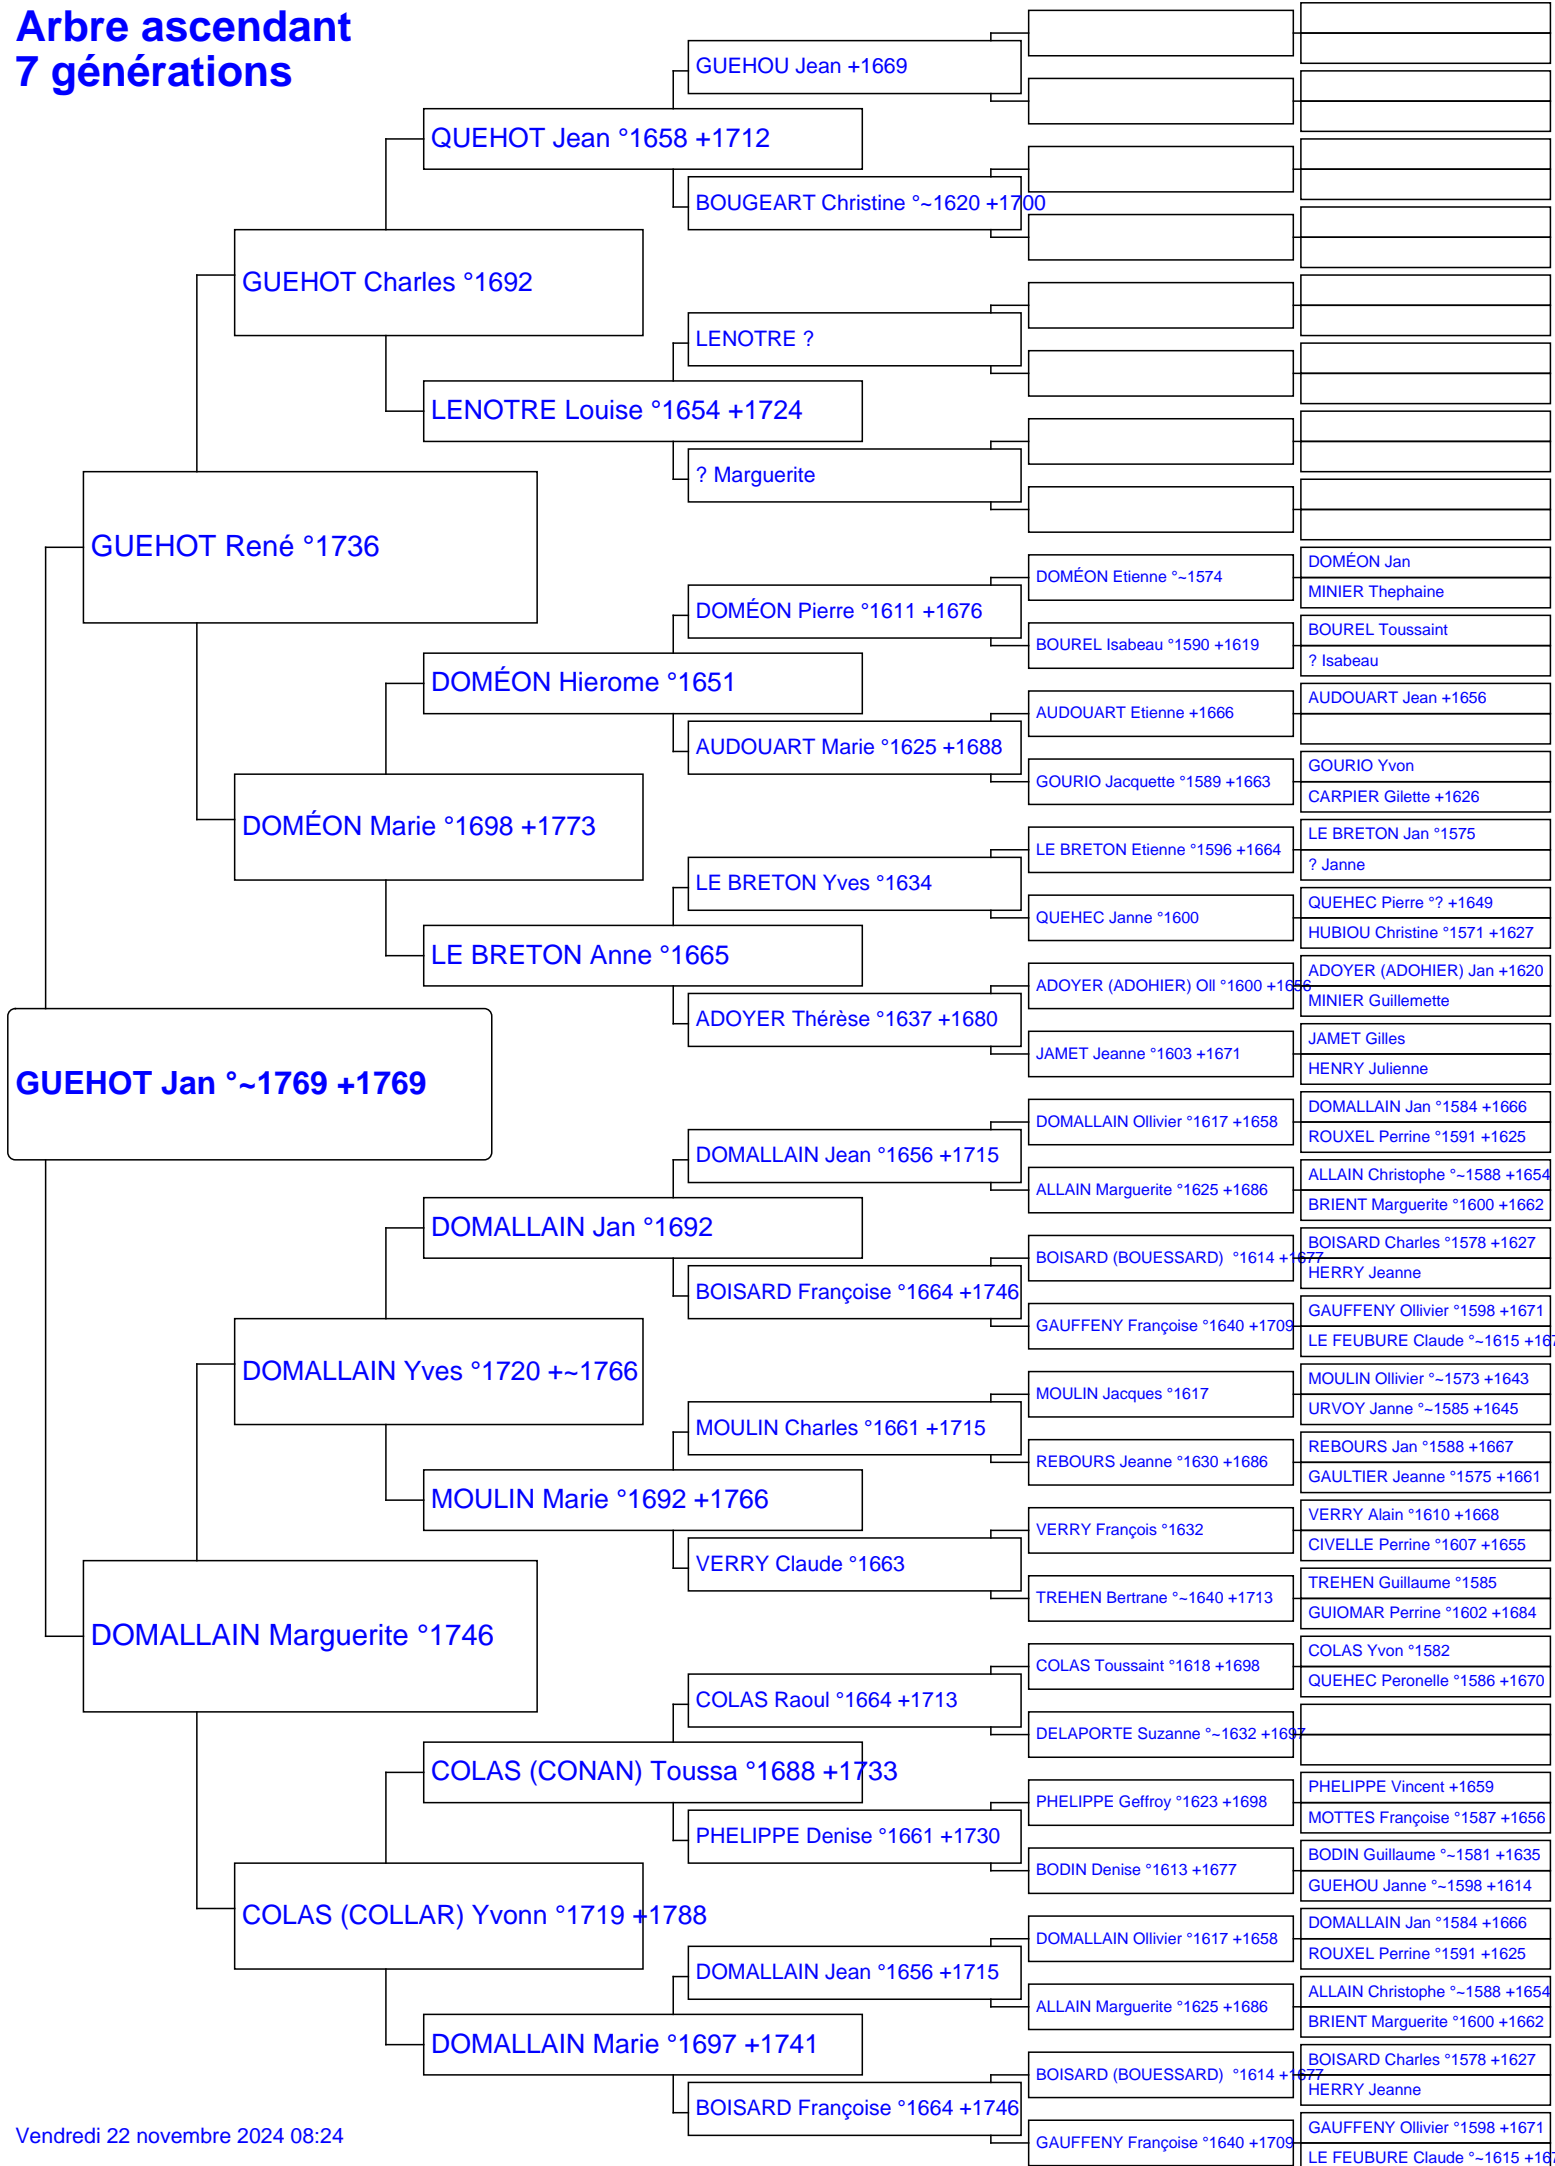 Arbre ascendant
7 générations
GUEHOU Jean +1669
QUEHOT Jean °1658 +1712
BOUGEART Christine °~1620 +1700
GUEHOT Charles °1692
LENOTRE ?
LENOTRE Louise °1654 +1724
? Marguerite
GUEHOT René °1736
DOMÉON Jan
DOMÉON Etienne °~1574
MINIER Thephaine
DOMÉON Pierre °1611 +1676
BOUREL Toussaint
BOUREL Isabeau °1590 +1619
? Isabeau
DOMÉON Hierome °1651
AUDOUART Jean +1656
AUDOUART Etienne +1666
AUDOUART Marie °1625 +1688
GOURIO Yvon
GOURIO Jacquette °1589 +1663
CARPIER Gilette +1626
DOMÉON Marie °1698 +1773
LE BRETON Jan °1575
LE BRETON Etienne °1596 +1664
? Janne
LE BRETON Yves °1634
QUEHEC Pierre °? +1649
QUEHEC Janne °1600
HUBIOU Christine °1571 +1627
LE BRETON Anne °1665
ADOYER (ADOHIER) Jan +1620
ADOYER (ADOHIER) Oll °1600 +1656
MINIER Guillemette
ADOYER Thérèse °1637 +1680
JAMET Gilles
JAMET Jeanne °1603 +1671
HENRY Julienne
GUEHOT Jan °~1769 +1769
DOMALLAIN Jan °1584 +1666
DOMALLAIN Ollivier °1617 +1658
ROUXEL Perrine °1591 +1625
DOMALLAIN Jean °1656 +1715
ALLAIN Christophe °~1588 +1654
ALLAIN Marguerite °1625 +1686
BRIENT Marguerite °1600 +1662
DOMALLAIN Jan °1692
BOISARD Charles °1578 +1627
BOISARD (BOUESSARD)  °1614 +1677
HERRY Jeanne
BOISARD Françoise °1664 +1746
GAUFFENY Ollivier °1598 +1671
GAUFFENY Françoise °1640 +1709
LE FEUBURE Claude °~1615
DOMALLAIN Yves °1720 +~1766
MOULIN Ollivier °~1573 +1643
MOULIN Jacques °1617
URVOY Janne °~1585 +1645
MOULIN Charles °1661 +1715
REBOURS Jan °1588 +1667
REBOURS Jeanne °1630 +1686
GAULTIER Jeanne °1575 +1661
MOULIN Marie °1692 +1766
VERRY Alain °1610 +1668
VERRY François °1632
CIVELLE Perrine °1607 +1655
VERRY Claude °1663
TREHEN Guillaume °1585
TREHEN Bertrane °~1640 +1713
GUIOMAR Perrine °1602 +1684
DOMALLAIN Marguerite °1746
COLAS Yvon °1582
COLAS Toussaint °1618 +1698
QUEHEC Peronelle °1586 +1670
COLAS Raoul °1664 +1713
DELAPORTE Suzanne °~1632 +1697
COLAS (CONAN) Toussa °1688 +1733
PHELIPPE Vincent +1659
PHELIPPE Geffroy °1623 +1698
MOTTES Françoise °1587 +1656
PHELIPPE Denise °1661 +1730
BODIN Guillaume °~1581 +1635
BODIN Denise °1613 +1677
GUEHOU Janne °~1598 +1614
COLAS (COLLAR) Yvonn °1719 +1788
DOMALLAIN Jan °1584 +1666
DOMALLAIN Ollivier °1617 +1658
ROUXEL Perrine °1591 +1625
DOMALLAIN Jean °1656 +1715
ALLAIN Christophe °~1588 +1654
ALLAIN Marguerite °1625 +1686
BRIENT Marguerite °1600 +1662
DOMALLAIN Marie °1697 +1741
BOISARD Charles °1578 +1627
BOISARD (BOUESSARD)  °1614 +1677
HERRY Jeanne
BOISARD Françoise °1664 +1746
GAUFFENY Ollivier °1598 +1671
GAUFFENY Françoise °1640 +1709
LE FEUBURE Claude °~1615
Vendredi 22 novembre 2024 08:24